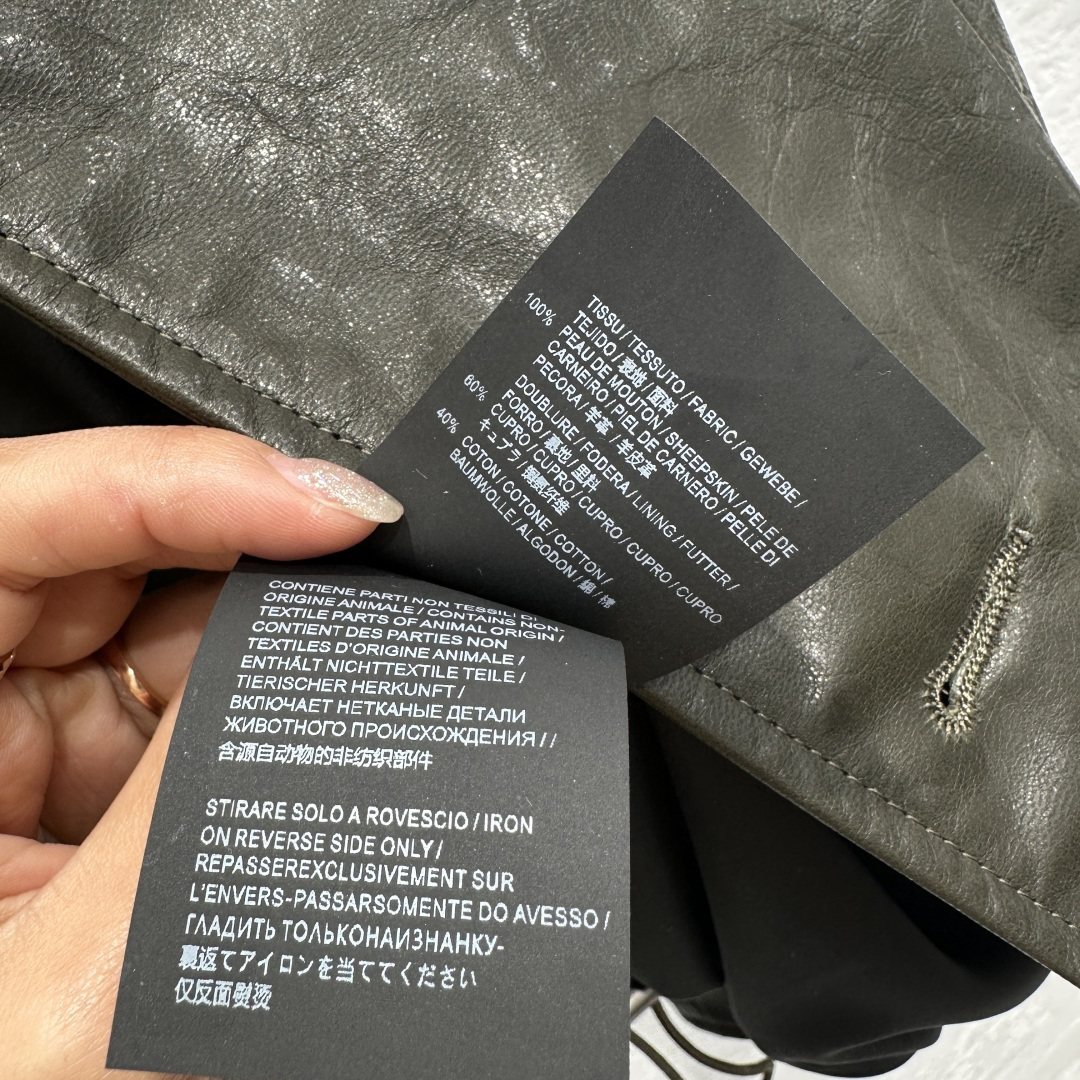 TISSU / TESSUTO / FABRIC / GEWEBE /
TEJIDO / 表地 / 面料
100% PEAU DE MOUTON / SHEEPSKIN / PELE DE
CARNEIRO / PIEL DE CARNERO / PELLE DI
PECORA / 羊革 / 羊皮革
DOUBLURE / FODERA / LINING / FUTTER /
FORRO / 裏地 / 里料
60% CUPRO / CUPRO / CUPRO / CUPRO / CUPRO
キュプラ / 铜氨纤维
40% COTON / COTONE / COTTON /
BAUMWOLLE / ALGODON / 綿 / 棉
CONTIENE PARTI NON TESSILI DI
ORIGINE ANIMALE / CONTAINS NON-
TEXTILE PARTS OF ANIMAL ORIGIN /
CONTIENT DES PARTIES NON
TEXTILES D'ORIGINE ANIMALE /
ENTHÄLT NICHTTEXTILE TEILE /
TIERISCHER HERKUNFT /
ВКЛЮЧАЕТ НЕТКАНЫЕ ДЕТАЛИ
ЖИВОТНОГО ПРОИСХОЖДЕНИЯ / /
含源自动物的非纺织部件
STIRARE SOLO A ROVESCIO / IRON
ON REVERSE SIDE ONLY /
REPASSEREXCLUSIVEMENT SUR
L'ENVERS-PASSARSOMENTE DO AVESSO /
ГЛАДИТЬ ТОЛЬКОНАИЗНАНКУ-
裏返てアイロンを当ててください
仅反面熨烫